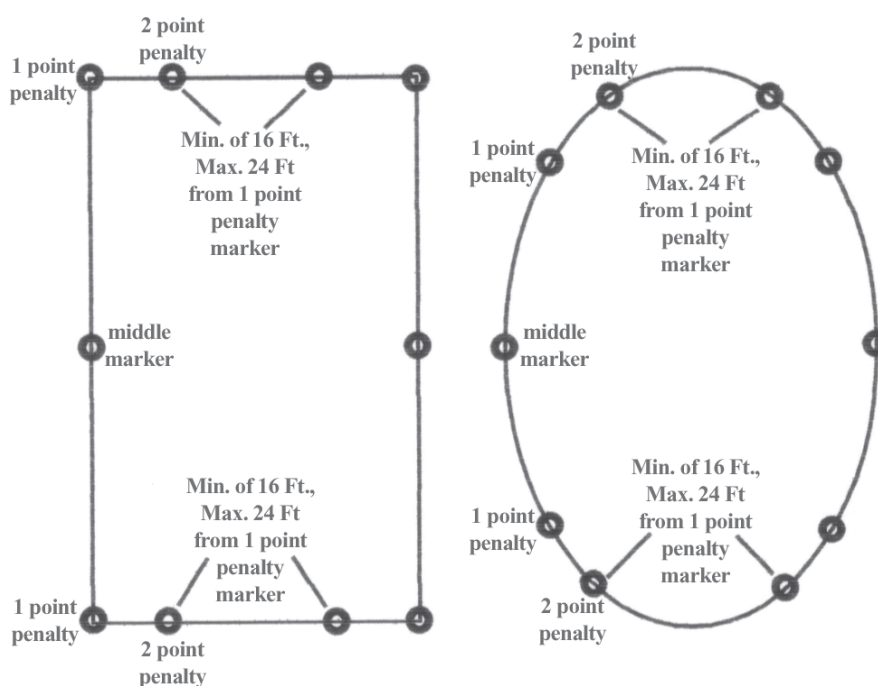 2 point
penalty
1 point
penalty
Min. of 16 Ft.,
Max. 24 Ft
from 1 point
penalty
marker
middle
marker
Min. of 16 Ft.,
Max. 24 Ft
from 1 point
penalty
marker
1 point
penalty
2 point
penalty
2 point
penalty
1 point
penalty
Min. of 16 Ft.,
Max. 24 Ft
from 1 point
penalty
marker
middle
marker
Min. of 16 Ft.,
Max. 24 Ft
from 1 point
penalty
marker
1 point
penalty
2 point
penalty